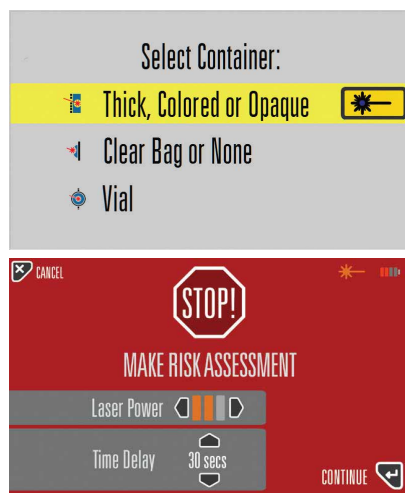 Select Container:
Thick, Colored or Opaque
Clear Bag or None
Vial
CANCEL
STOP!
MAKE RISK ASSESSMENT
Laser Power
Time Delay 30 secs
CONTINUE